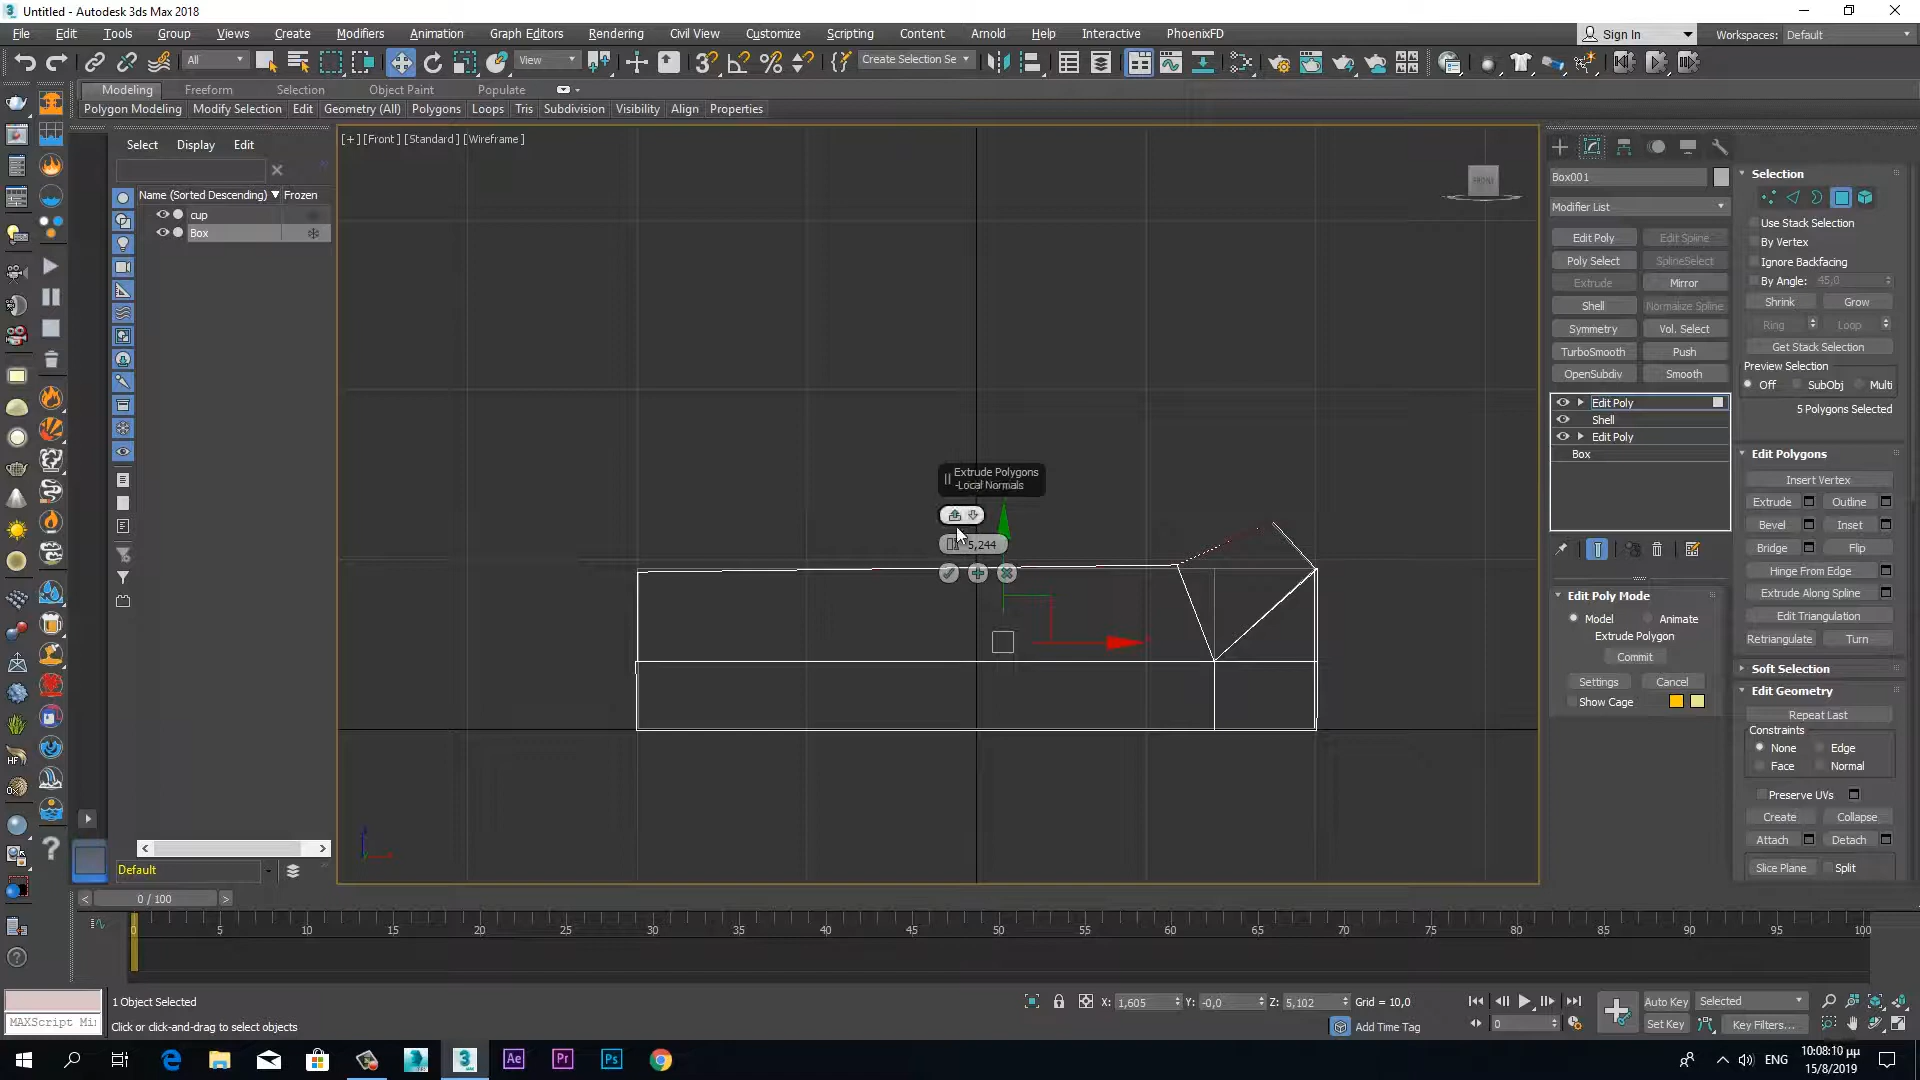 Untitled - Autodesk 3ds Max 2018
File Edit Tools Group Views Create Modifiers Animation Graph Editors Rendering Civil View Customize Scripting Content Arnold Help Interactive PhoenixFD
Sign In
Workspaces: Default
All
View
Create Selection Se
Modeling Freeform Selection Object Paint Populate
Polygon Modeling Modify Selection Edit Geometry (All) Polygons Loops Tris Subdivision Visibility Align Properties
Select Display Edit
Name (Sorted Descending) Frozen
cup
Box
[+] [Front ] [Standard ] [Wireframe ]
FRONT
Extrude Polygons
-Local Normals
5,244
Box001
Modifier List
Edit Poly Edit Spline
Poly Select SplineSelect
Extrude Mirror
Shell Normalize Spline
Symmetry Vol. Select
TurboSmooth Push
OpenSubdiv Smooth
Edit Poly
Shell
Edit Poly
Box
Edit Poly Mode
Model Animate
Extrude Polygon
Commit
Settings Cancel
Show Cage
Selection
Use Stack Selection
By Vertex
Ignore Backfacing
By Angle: 45,0
Shrink Grow
Ring Loop
Get Stack Selection
Preview Selection
Off SubObj Multi
5 Polygons Selected
Edit Polygons
Insert Vertex
Extrude Outline
Bevel Inset
Bridge Flip
Hinge From Edge
Extrude Along Spline
Edit Triangulation
Retriangulate Turn
Soft Selection
Edit Geometry
Repeat Last
Constraints
None Edge
Face Normal
Preserve UVs
Create Collapse
Attach Detach
Slice Plane Split
Default
0 / 100
0 5 10 15 20 25 30 35 40 45 50 55 60 65 70 75 80 85 90 95 100
1 Object Selected
MAXScript Mi
Click or click-and-drag to select objects
X: 1,605 Y: -0,0 Z: 5,102 Grid = 10,0
Add Time Tag
0
Auto Key Selected
Set Key Key Filters...
Ae Pr Ps
ENG
10:08:10 μμ
15/8/2019